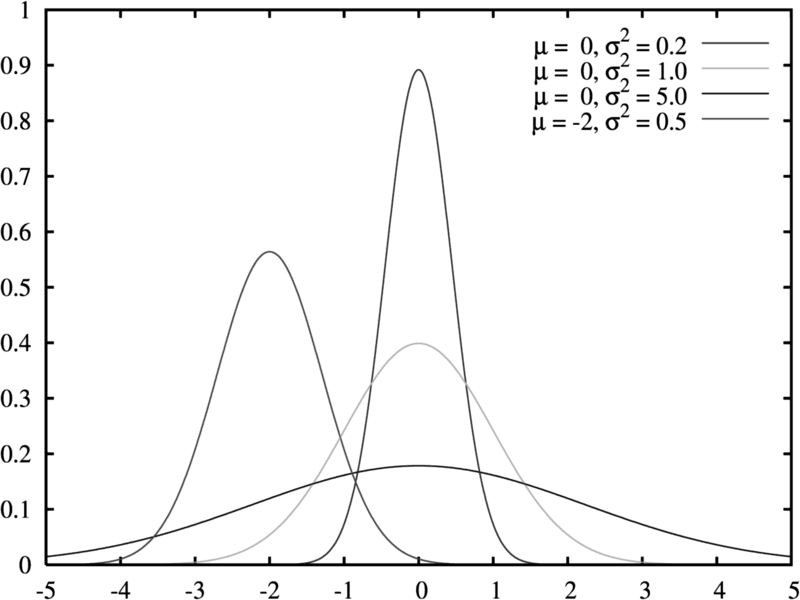 1
0.9
0.8
0.7
0.6
0.5
0.4
0.3
0.2
0.1
0
μ = 0, σ² = 0.2
μ = 0, σ² = 1.0
μ = 0, σ² = 5.0
μ = -2, σ² = 0.5
-5 -4 -3 -2 -1 0 1 2 3 4 5